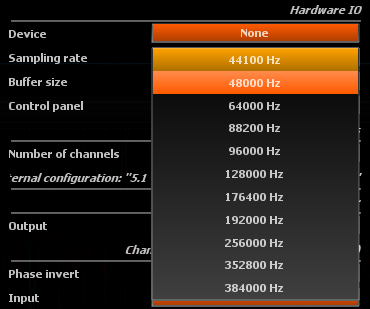 Hardware IO
Device None
Sampling rate 44100 Hz
Buffer size 48000 Hz
Control panel 64000 Hz
88200 Hz
Number of channels 96000 Hz
ernal configuration: "5.1 128000 Hz
176400 Hz
192000 Hz
Output
256000 Hz
352800 Hz
Phase invert
384000 Hz
Input